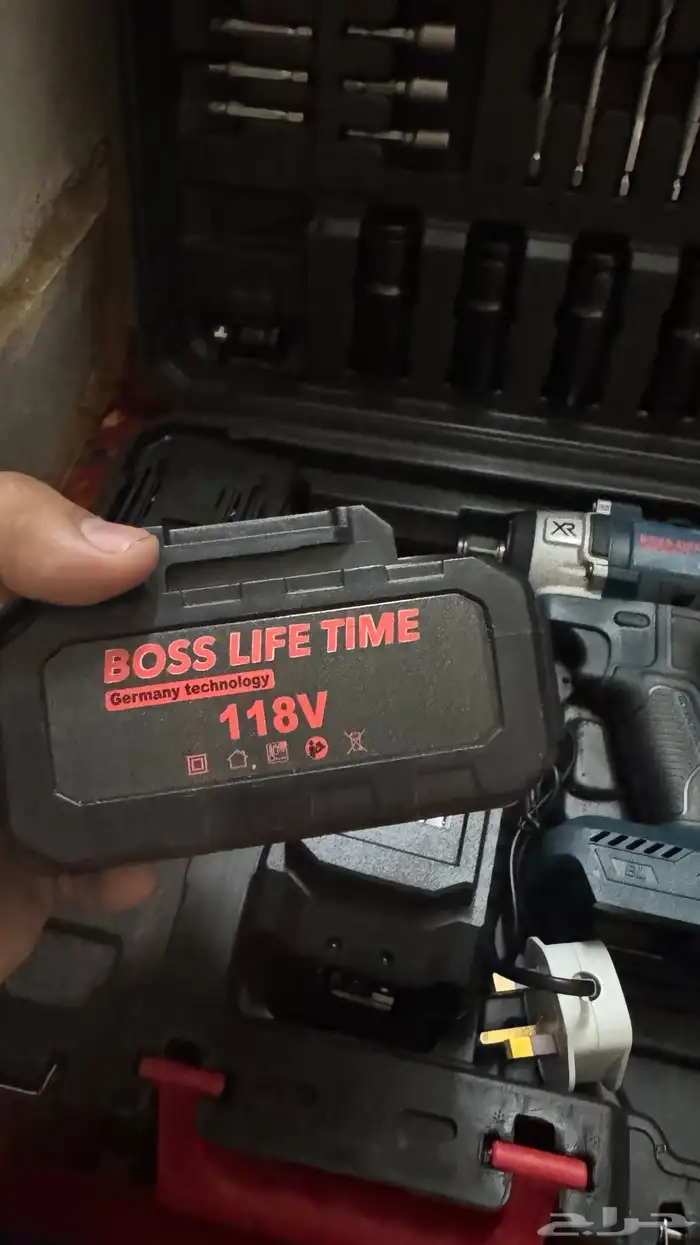 XR
BOSS LIFE TIME
Germany technology
118V
BL
حراج